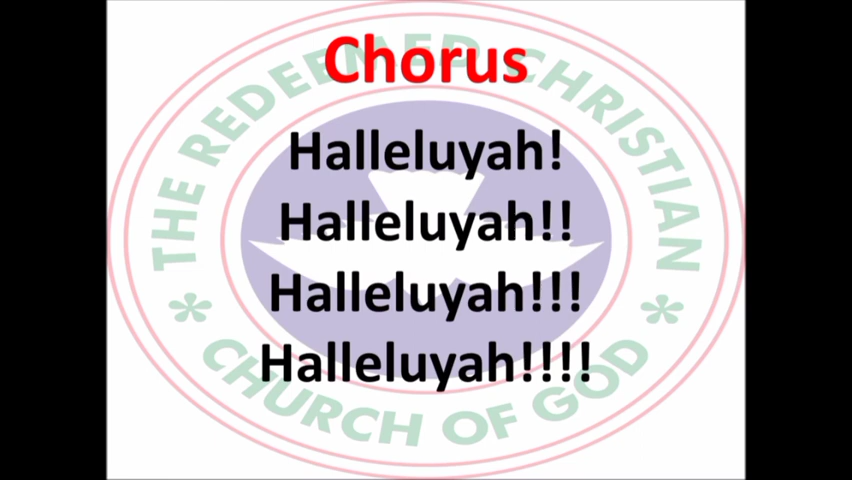 Chorus
Halleluyah!
Halleluyah!!
Halleluyah!!!
Halleluyah!!!!
THE REDEEMED CHRISTIAN
* CHURCH OF GOD *